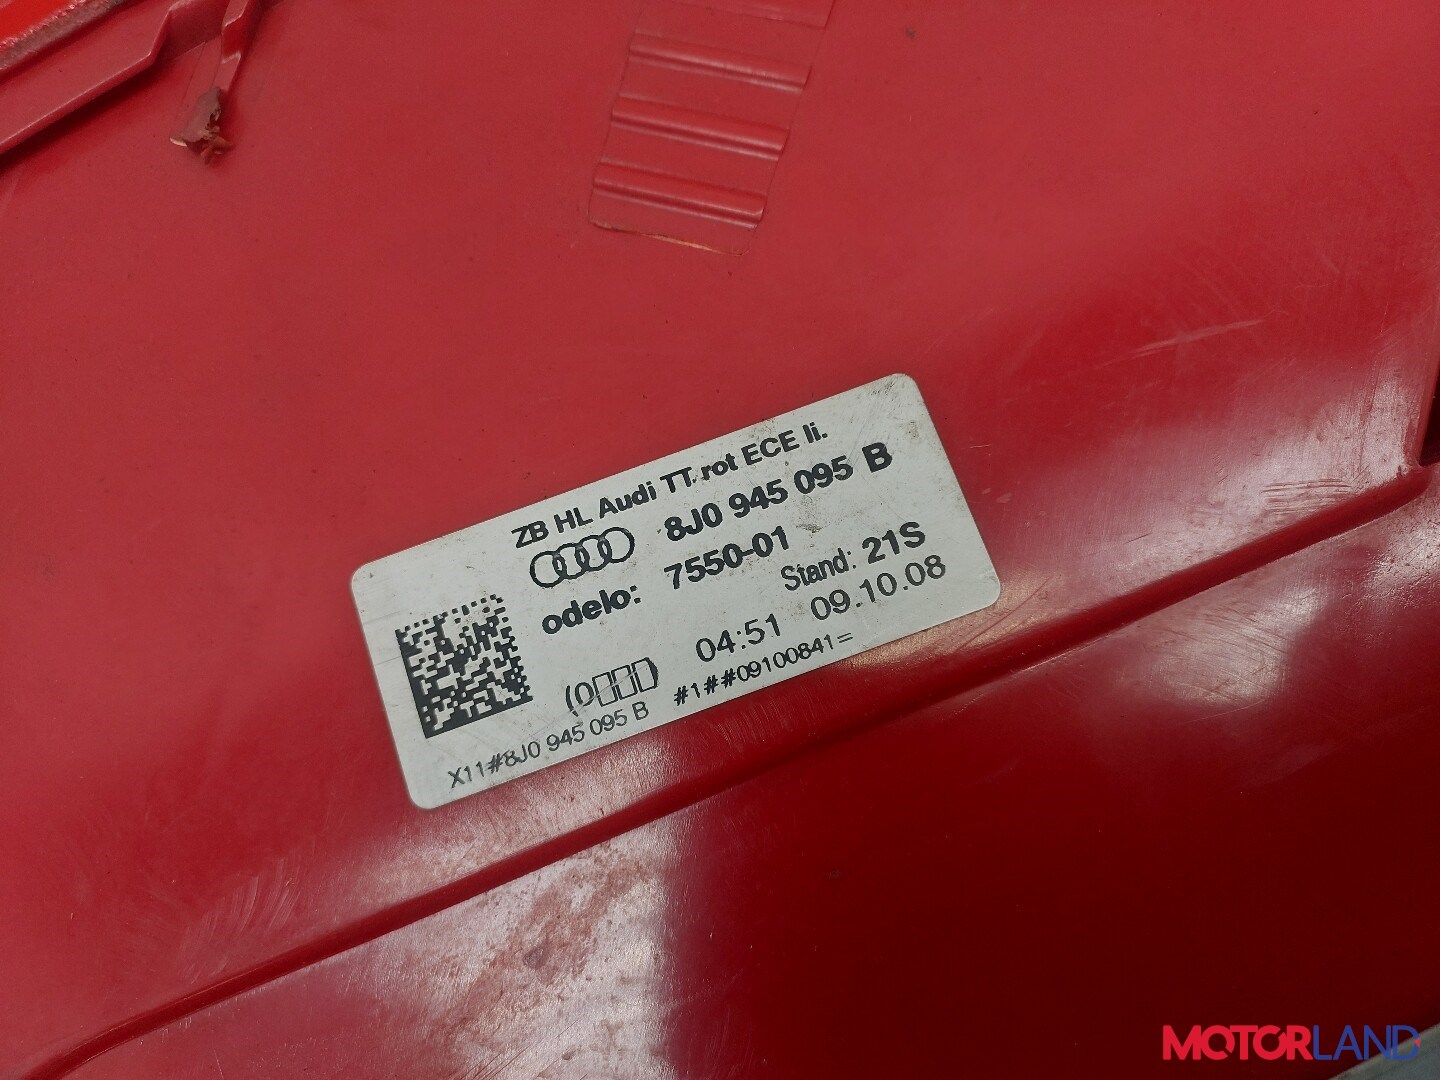 ZB HL Audi TT rot ECE li.
8J0 945 095 B
odelo: 7550-01
Stand: 21S
04:51 09.10.08
X11#8J0 945 095 B #1##09100841=
MOTORLAND